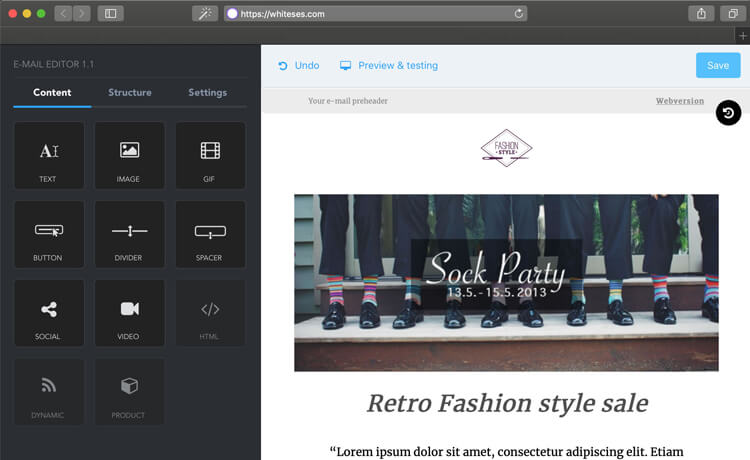 https://whiteses.com
E-MAIL EDITOR 1.1
Content Structure Settings
TEXT IMAGE GIF
BUTTON DIVIDER SPACER
SOCIAL VIDEO HTML
DYNAMIC PRODUCT
Undo Preview & testing Save
Your e-mail preheader Webversion
FASHION
• STYLE •
Sock Party
13.5.-15.5.2013
Retro Fashion style sale
“Lorem ipsum dolor sit amet, consectetur adipiscing elit. Etiam